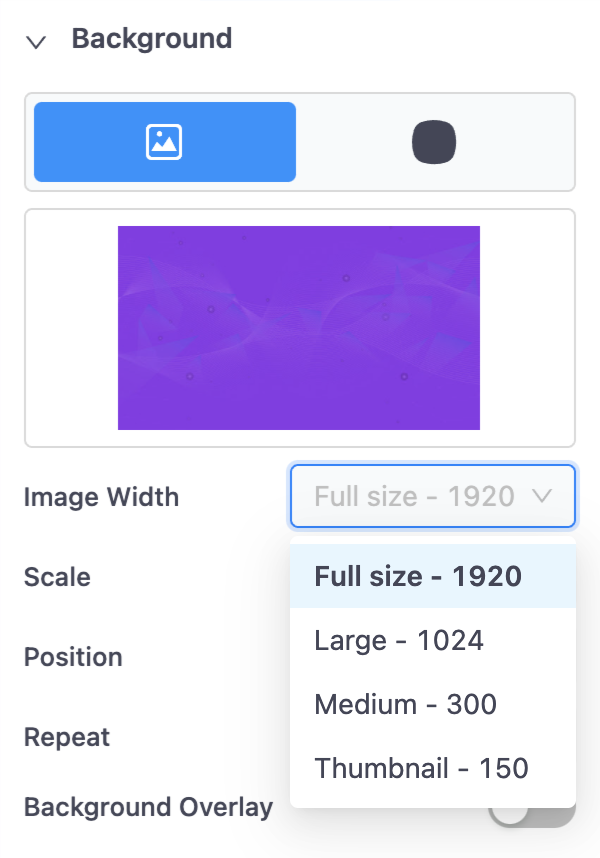 Background
Image Width
Full size - 1920
Full size - 1920
Scale
Large - 1024
Position
Medium - 300
Repeat
Thumbnail - 150
Background Overlay